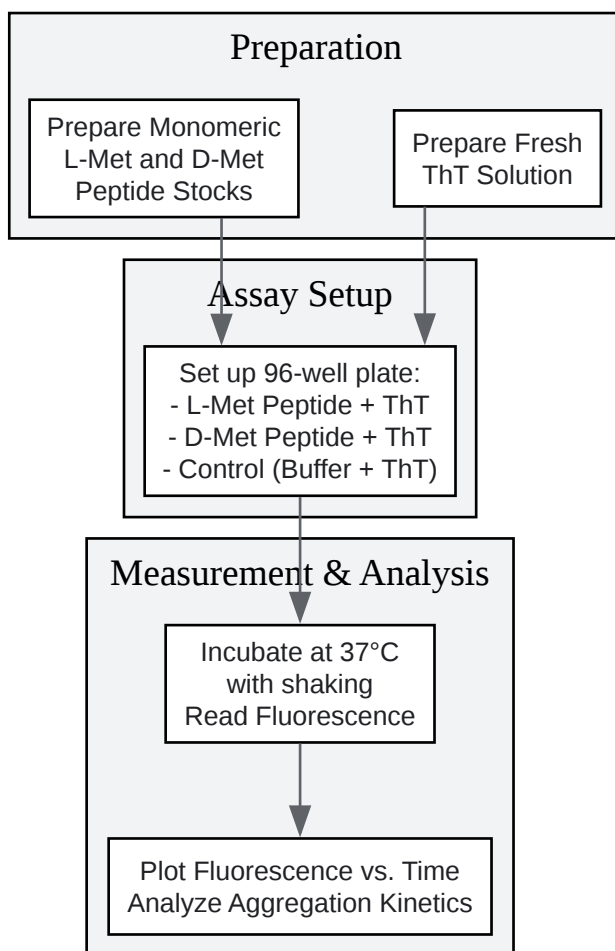 Preparation
Prepare Monomeric
L-Met and D-Met
Peptide Stocks
Prepare Fresh
ThT Solution
Assay Setup
Set up 96-well plate:
- L-Met Peptide + ThT
- D-Met Peptide + ThT
- Control (Buffer + ThT)
Measurement & Analysis
Incubate at 37°C
with shaking
Read Fluorescence
Plot Fluorescence vs. Time
Analyze Aggregation Kinetics